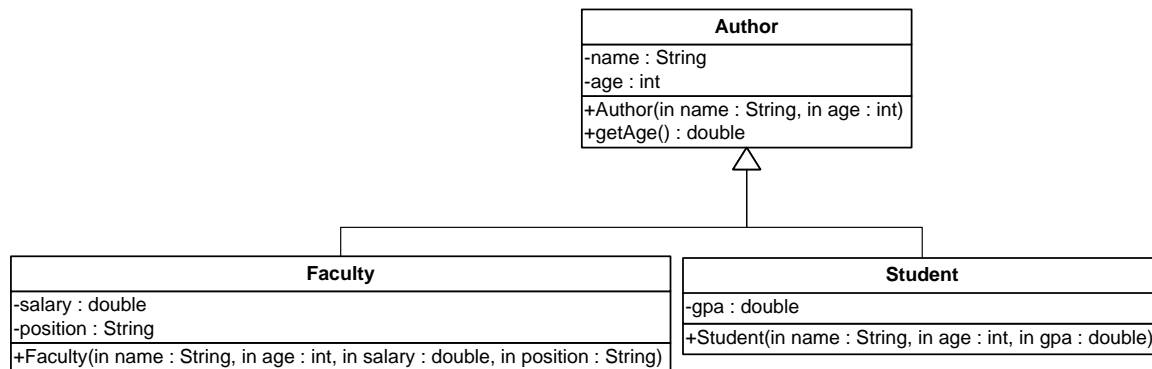 Author
-name : String
-age : int
+Author(in name : String, in age : int)
+getAge() : double
Faculty
-salary : double
-position : String
+Faculty(in name : String, in age : int, in salary : double, in position : String)
Student
-gpa : double
+Student(in name : String, in age : int, in gpa : double)